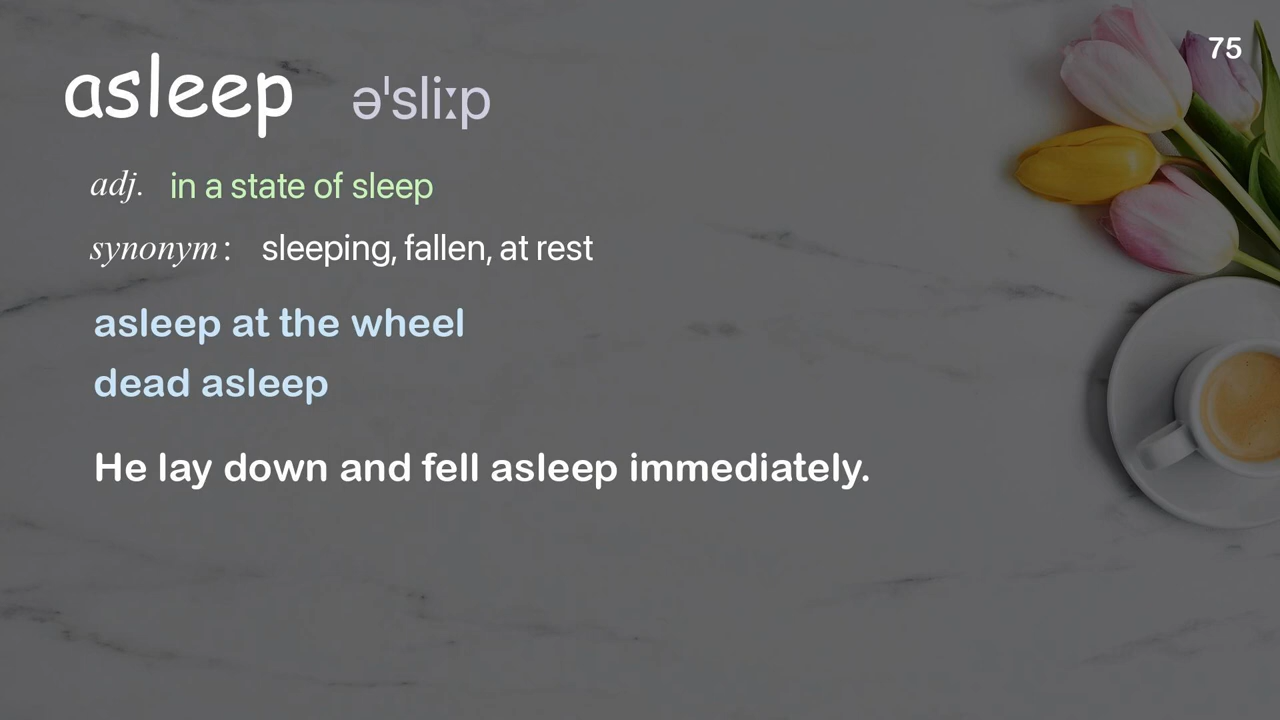 75
asleep ə'sliːp
adj. in a state of sleep
synonym: sleeping, fallen, at rest
asleep at the wheel
dead asleep
He lay down and fell asleep immediately.